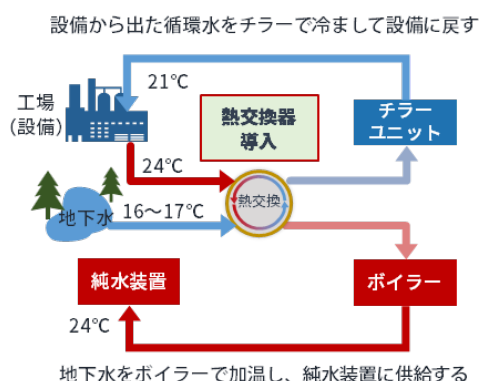 設備から出た循環水をチラーで冷まして設備に戻す
21℃
工場
（設備）
熱交換器
導入
チラー
ユニット
24℃
地下水
16～17℃
熱交換
純水装置
ボイラー
24℃
地下水をボイラーで加温し、純水装置に供給する